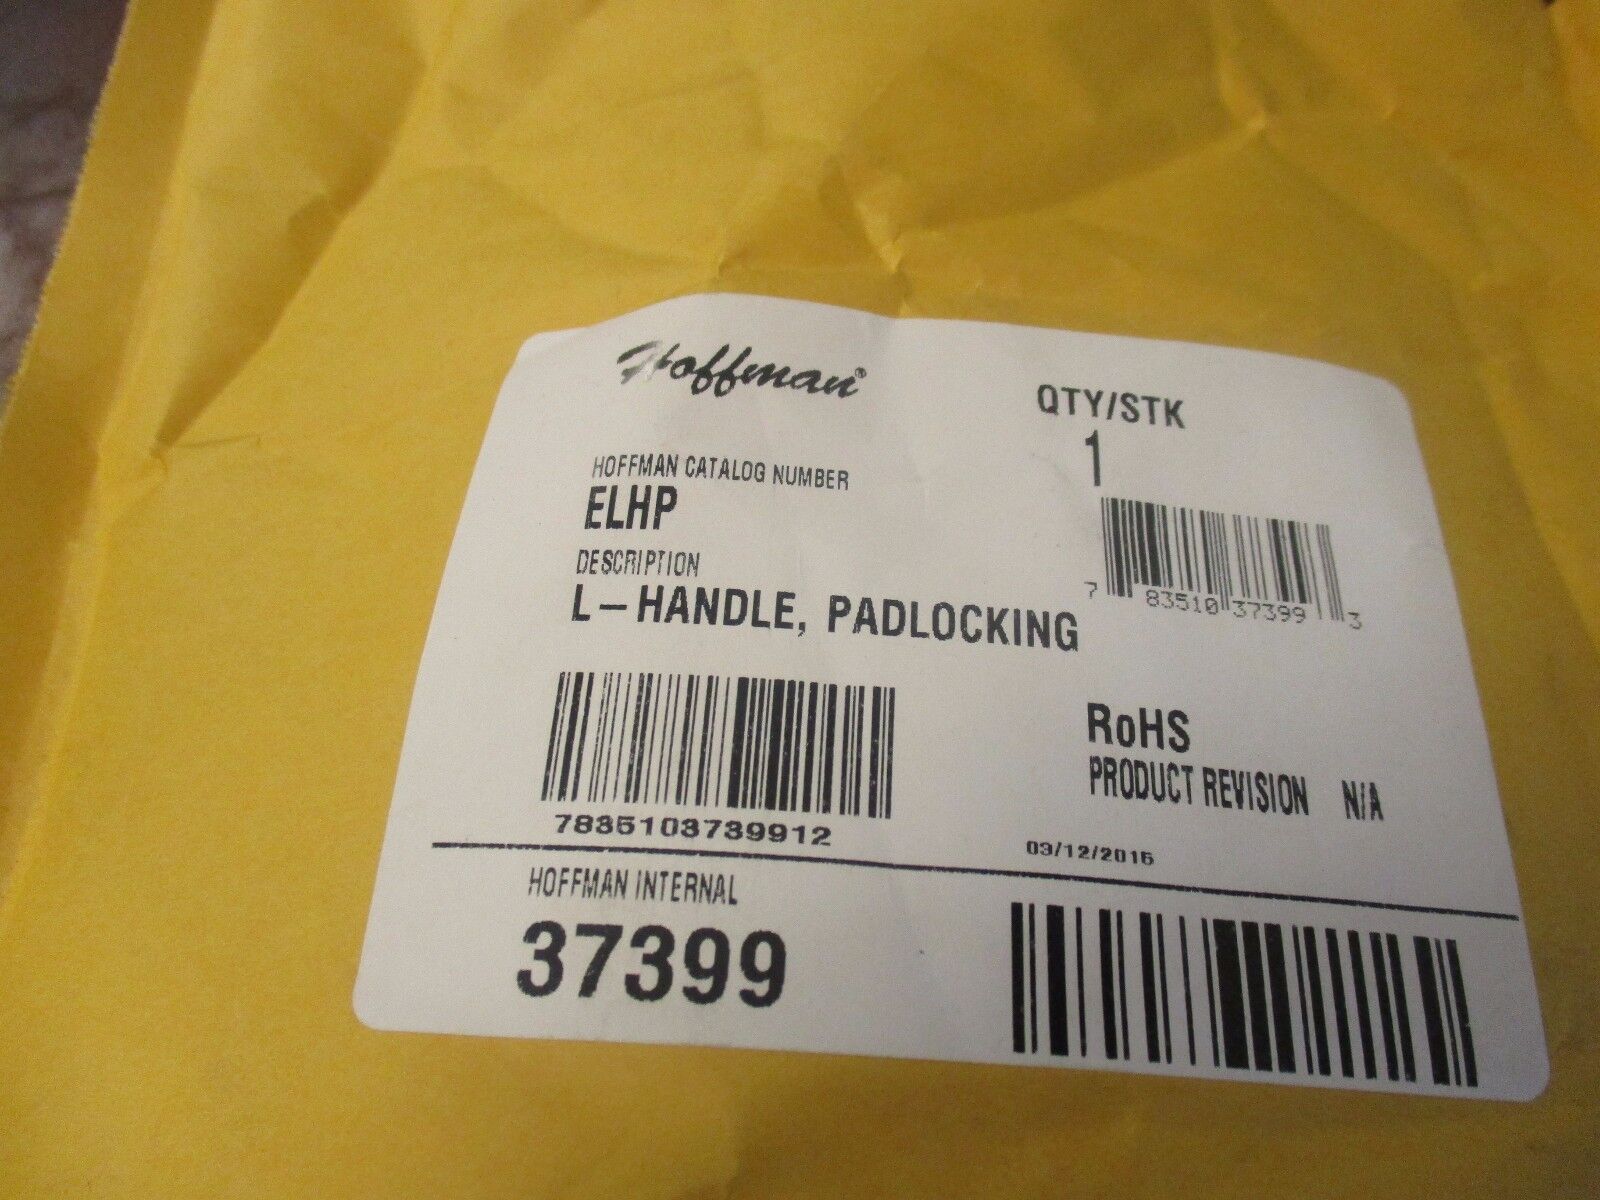 Hoffman®
QTY/STK
1
HOFFMAN CATALOG NUMBER
ELHP
DESCRIPTION
L-HANDLE, PADLOCKING
7 83510 37399 3
RoHS
PRODUCT REVISION N/A
7835103739912
03/12/2015
HOFFMAN INTERNAL
37399